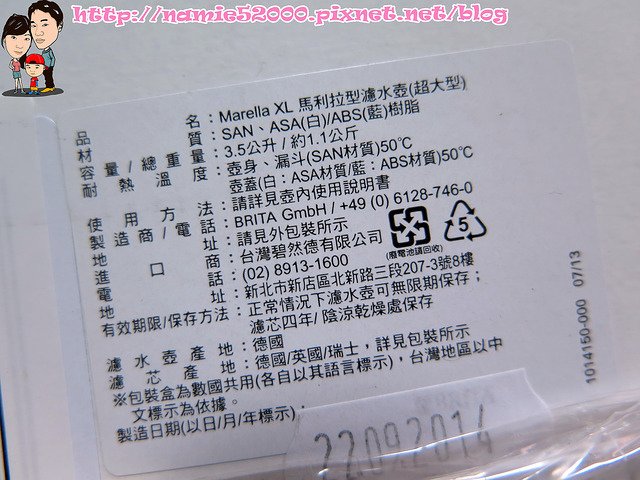 http://namie52000.pixnet.net/blog
品名：Marella XL 馬利拉型濾水壺(超大型)
材質：SAN、ASA(白)/ABS(藍)樹脂
容量/總重量：3.5公升/約1.1公斤
耐熱溫度：壺身、漏斗(SAN材質)50℃
壺蓋(白：ASA材質/藍：ABS材質)50℃
使用方法：請詳見壺內使用說明書
製造商/電話：BRITA GmbH / +49 (0) 6128-746-0
地址：請見外包裝所示
進口商：台灣碧然德有限公司
電話：(02) 8913-1600
地址：新北市新店區北新路三段207-3號8樓
有效期限/保存方法：正常情況下濾水壺可無限期保存；
濾芯四年/陰涼乾燥處保存
(廢電池請回收)
5
濾水壺產地：德國
濾芯產地：德國/英國/瑞士，詳見包裝所示
※包裝盒為數國共用(各自以其語言標示)，台灣地區以中
文標示為依據。
製造日期(以日/月/年標示)：
22092014
1014150-000 07/13